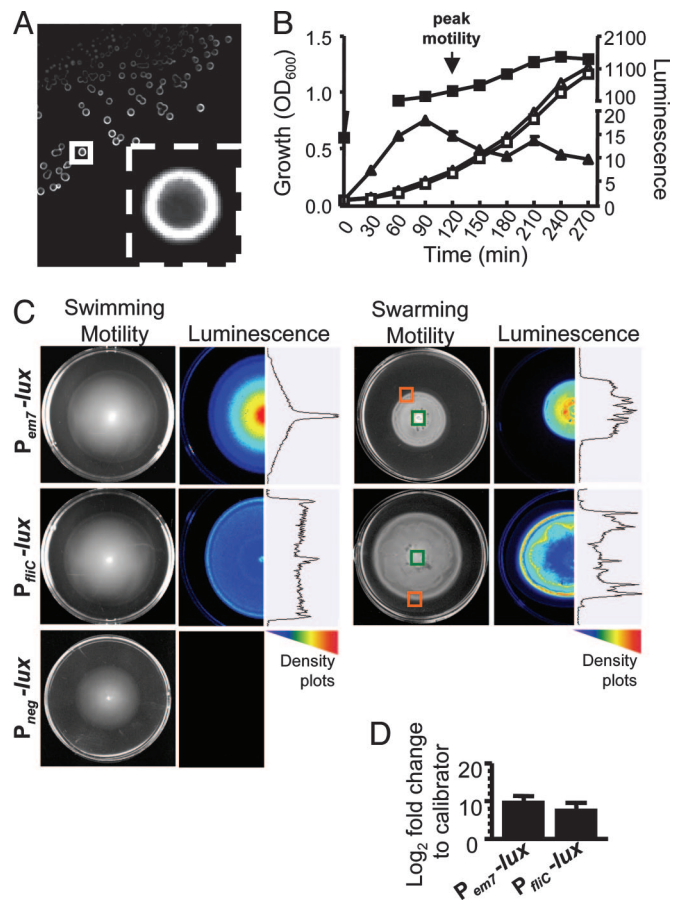 A
B
peak
motility
Growth (OD600)
1.5
1.0
0.5
0.0
2100
1100
100
20
15
10
5
0
Luminescence
0 30 60 90 120 150 180 210 240 270
Time (min)
C
Swimming
Motility
Luminescence
Swarming
Motility
Luminescence
Pem7-lux
PfliC-lux
Pneg-lux
Density
plots
Density
plots
D
Log2 fold change
to calibrator
20
10
0
Pem7-lux
PfliC-lux